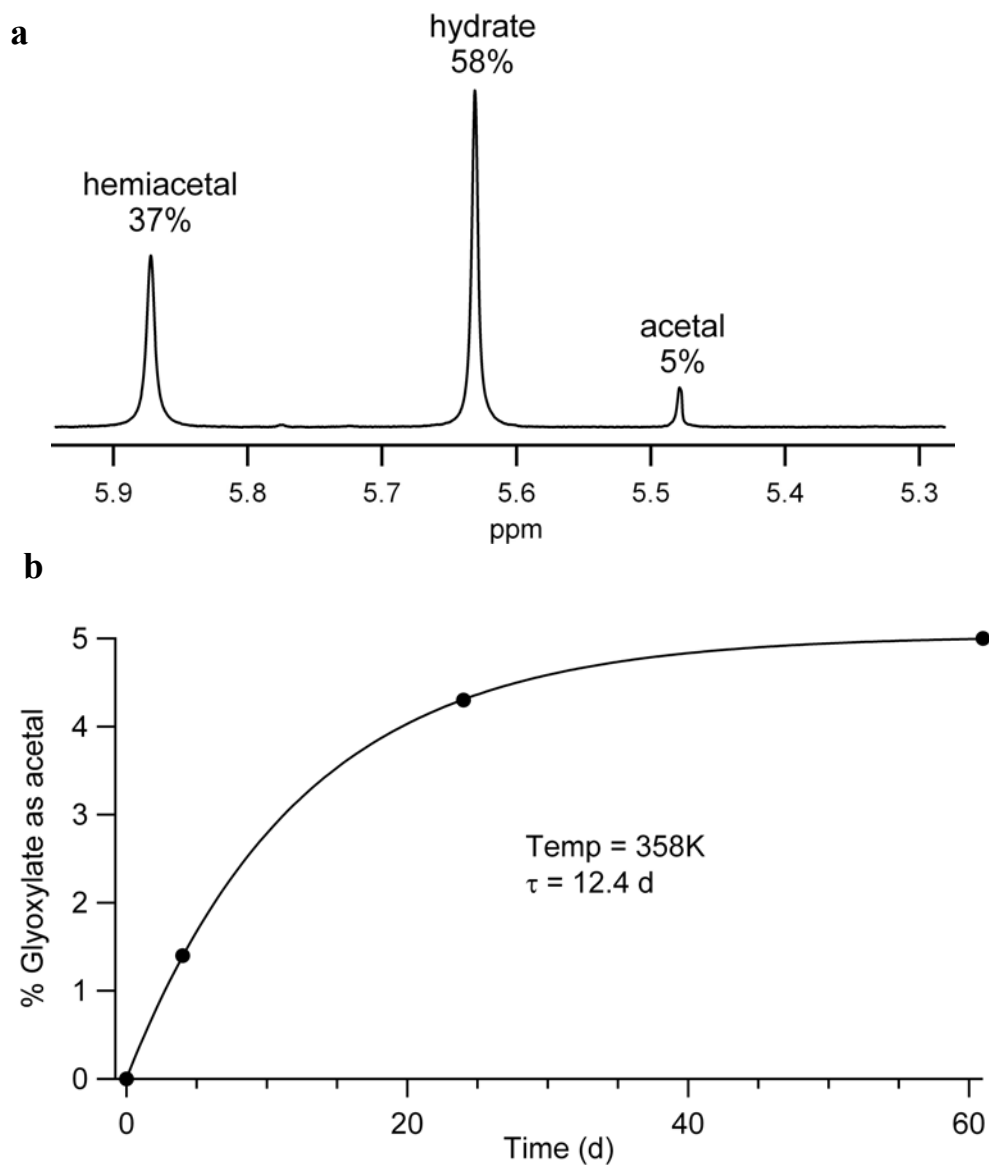 a
hydrate
58%
hemiacetal
37%
acetal
5%
5.9 5.8 5.7 5.6 5.5 5.4 5.3
ppm
b
5
4
3
2
1
0
% Glyoxylate as acetal
Temp = 358K
τ = 12.4 d
0 20 40 60
Time (d)